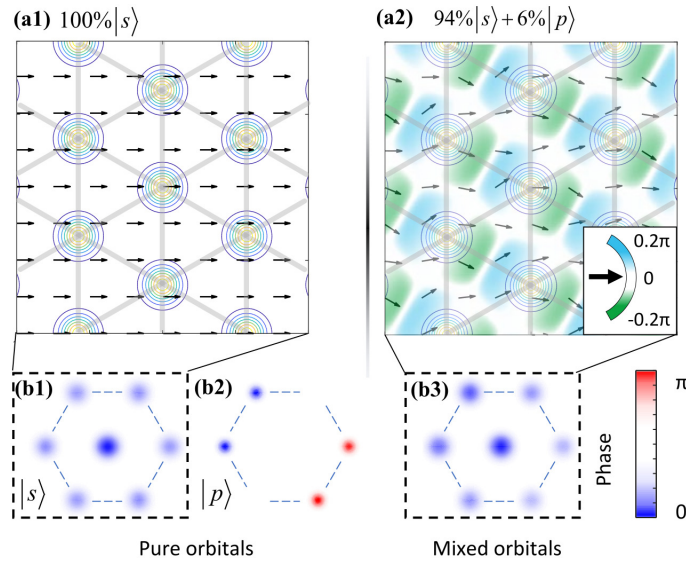 (a1) 100%|s⟩
(a2) 94%|s⟩+6%|p⟩
0.2π
0
-0.2π
(b1)
|s⟩
(b2)
|p⟩
(b3)
π
Phase
0
Pure orbitals
Mixed orbitals